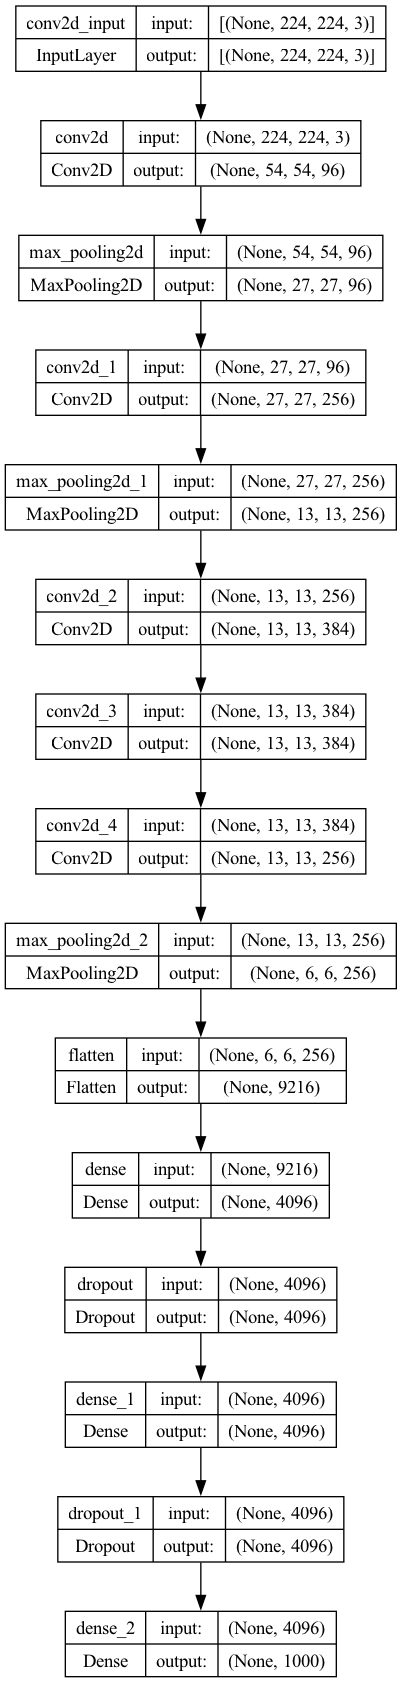 conv2d_input input: [(None, 224, 224, 3)]
InputLayer output: [(None, 224, 224, 3)]
conv2d input: (None, 224, 224, 3)
Conv2D output: (None, 54, 54, 96)
max_pooling2d input: (None, 54, 54, 96)
MaxPooling2D output: (None, 27, 27, 96)
conv2d_1 input: (None, 27, 27, 96)
Conv2D output: (None, 27, 27, 256)
max_pooling2d_1 input: (None, 27, 27, 256)
MaxPooling2D output: (None, 13, 13, 256)
conv2d_2 input: (None, 13, 13, 256)
Conv2D output: (None, 13, 13, 384)
conv2d_3 input: (None, 13, 13, 384)
Conv2D output: (None, 13, 13, 384)
conv2d_4 input: (None, 13, 13, 384)
Conv2D output: (None, 13, 13, 256)
max_pooling2d_2 input: (None, 13, 13, 256)
MaxPooling2D output: (None, 6, 6, 256)
flatten input: (None, 6, 6, 256)
Flatten output: (None, 9216)
dense input: (None, 9216)
Dense output: (None, 4096)
dropout input: (None, 4096)
Dropout output: (None, 4096)
dense_1 input: (None, 4096)
Dense output: (None, 4096)
dropout_1 input: (None, 4096)
Dropout output: (None, 4096)
dense_2 input: (None, 4096)
Dense output: (None, 1000)